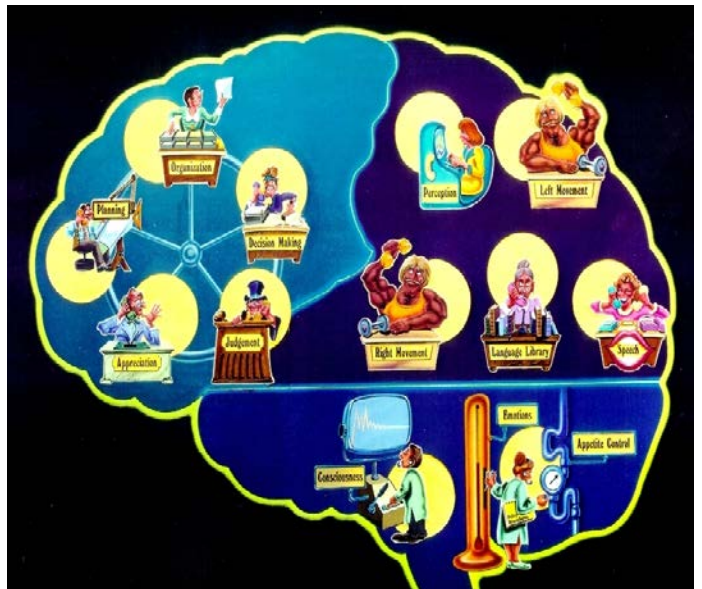 Organization
Planning
Decision Making
Appreciation
Judgement
Perception
Left Movement
Right Movement
Language Library
Speech
Consciousness
Emotions
Appetite Control